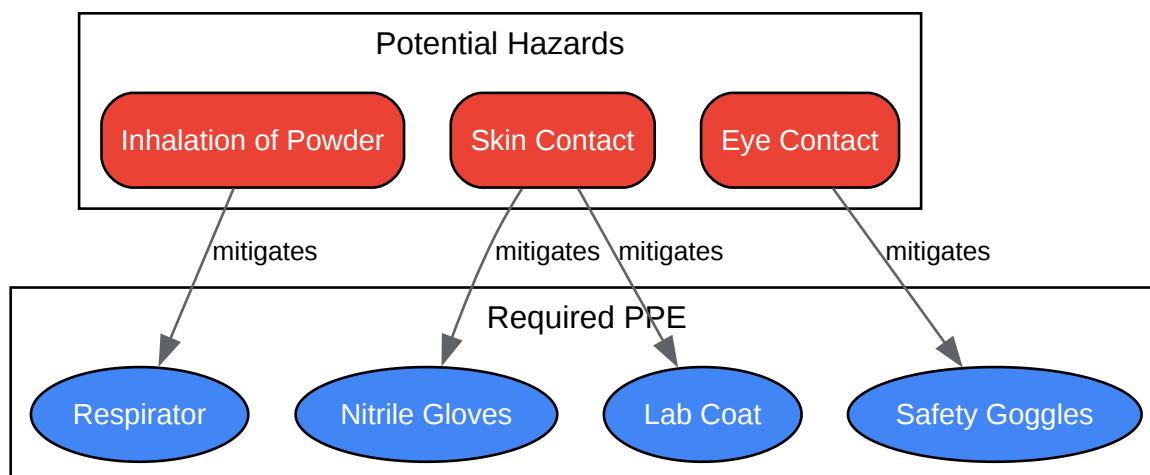 Potential Hazards
Inhalation of Powder
Skin Contact
Eye Contact
mitigates
mitigates
mitigates
mitigates
Required PPE
Respirator
Nitrile Gloves
Lab Coat
Safety Goggles